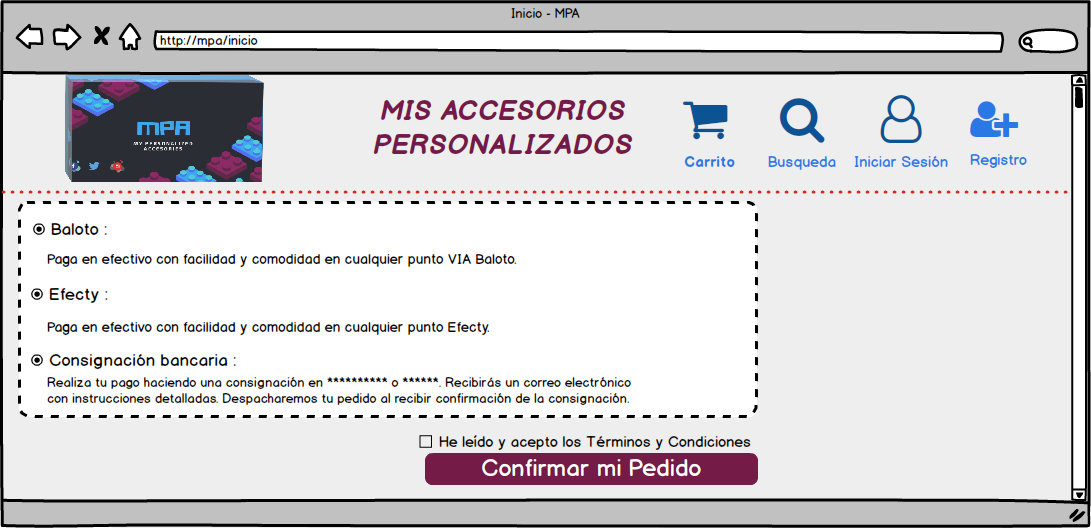 Inicio - MPA
http://mpa/inicio
MPA
MY PERSONALIZED
ACCESORIES
MIS ACCESORIOS
PERSONALIZADOS
Carrito
Busqueda
Iniciar Sesión
Registro
Baloto :
Paga en efectivo con facilidad y comodidad en cualquier punto VIA Baloto.
Efecty :
Paga en efectivo con facilidad y comodidad en cualquier punto Efecty.
Consignación bancaria :
Realiza tu pago haciendo una consignación en ********** o ******. Recibirás un correo electrónico
con instrucciones detalladas. Despacharemos tu pedido al recibir confirmación de la consignación.
He leído y acepto los Términos y Condiciones
Confirmar mi Pedido